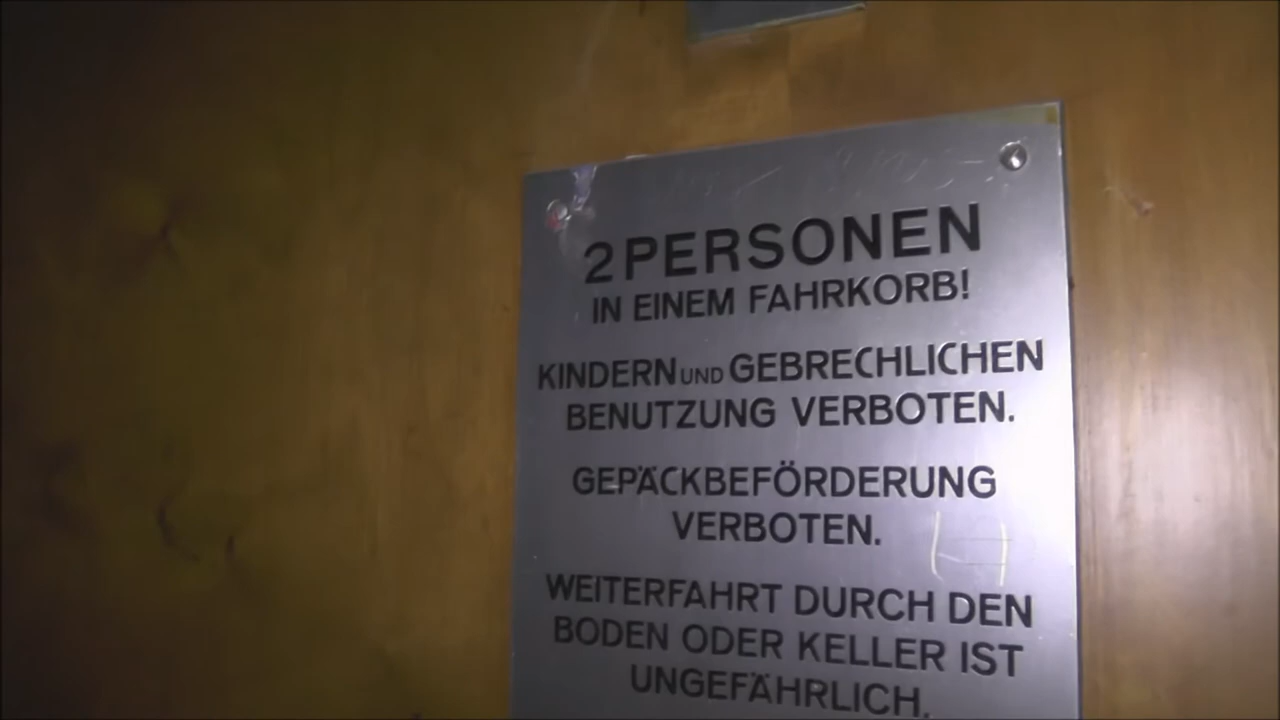 2 PERSONEN
IN EINEM FAHRKORB!
KINDERN UND GEBRECHLICHEN
BENUTZUNG VERBOTEN.
GEPÄCKBEFÖRDERUNG
VERBOTEN.
WEITERFAHRT DURCH DEN
BODEN ODER KELLER IST
UNGEFÄHRLICH.